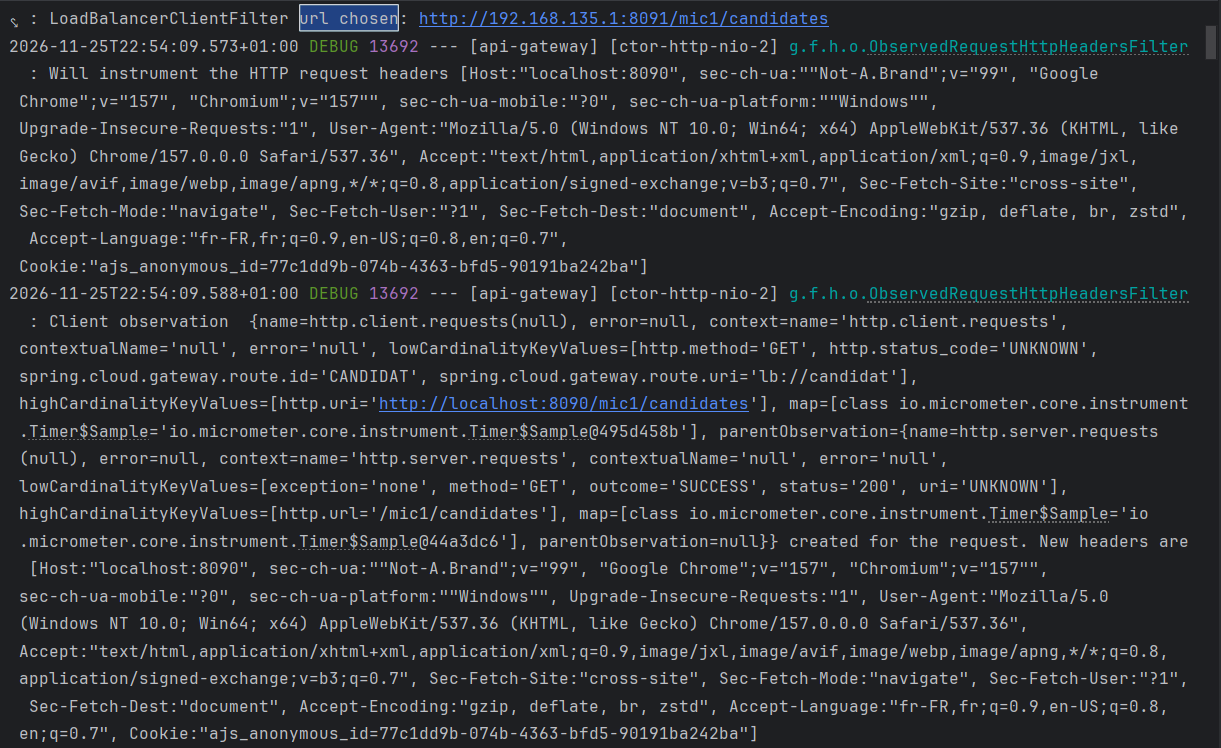 : LoadBalancerClientFilter url chosen: http://192.168.135.1:8091/mic1/candidates
2026-11-25T22:54:09.573+01:00 DEBUG 13692 --- [api-gateway] [ctor-http-nio-2] g.f.h.o.ObservedRequestHttpHeadersFilter
: Will instrument the HTTP request headers [Host:"localhost:8090", sec-ch-ua:""Not-A.Brand";v="99", "Google
Chrome";v="157", "Chromium";v="157"", sec-ch-ua-mobile:"?0", sec-ch-ua-platform:""Windows"",
Upgrade-Insecure-Requests:"1", User-Agent:"Mozilla/5.0 (Windows NT 10.0; Win64; x64) AppleWebKit/537.36 (KHTML, like
Gecko) Chrome/157.0.0.0 Safari/537.36", Accept:"text/html,application/xhtml+xml,application/xml;q=0.9,image/jxl,
image/avif,image/webp,image/apng,*/*;q=0.8,application/signed-exchange;v=b3;q=0.7", Sec-Fetch-Site:"cross-site",
Sec-Fetch-Mode:"navigate", Sec-Fetch-User:"?1", Sec-Fetch-Dest:"document", Accept-Encoding:"gzip, deflate, br, zstd",
Accept-Language:"fr-FR,fr;q=0.9,en-US;q=0.8,en;q=0.7",
Cookie:"ajs_anonymous_id=77c1dd9b-074b-4363-bfd5-90191ba242ba"]
2026-11-25T22:54:09.588+01:00 DEBUG 13692 --- [api-gateway] [ctor-http-nio-2] g.f.h.o.ObservedRequestHttpHeadersFilter
: Client observation  {name=http.client.requests(null), error=null, context=name='http.client.requests',
contextualName='null', error='null', lowCardinalityKeyValues=[http.method='GET', http.status_code='UNKNOWN',
spring.cloud.gateway.route.id='CANDIDAT', spring.cloud.gateway.route.uri='lb://candidat'],
highCardinalityKeyValues=[http.uri='http://localhost:8090/mic1/candidates'], map=[class io.micrometer.core.instrument
.Timer$Sample='io.micrometer.core.instrument.Timer$Sample@495d458b'], parentObservation={name=http.server.requests
(null), error=null, context=name='http.server.requests', contextualName='null', error='null',
lowCardinalityKeyValues=[exception='none', method='GET', outcome='SUCCESS', status='200', uri='UNKNOWN'],
highCardinalityKeyValues=[http.url='/mic1/candidates'], map=[class io.micrometer.core.instrument.Timer$Sample='io
.micrometer.core.instrument.Timer$Sample@44a3dc6'], parentObservation=null}} created for the request. New headers are
[Host:"localhost:8090", sec-ch-ua:""Not-A.Brand";v="99", "Google Chrome";v="157", "Chromium";v="157"",
sec-ch-ua-mobile:"?0", sec-ch-ua-platform:""Windows"", Upgrade-Insecure-Requests:"1", User-Agent:"Mozilla/5.0
(Windows NT 10.0; Win64; x64) AppleWebKit/537.36 (KHTML, like Gecko) Chrome/157.0.0.0 Safari/537.36",
Accept:"text/html,application/xhtml+xml,application/xml;q=0.9,image/jxl,image/avif,image/webp,image/apng,*/*;q=0.8,
application/signed-exchange;v=b3;q=0.7", Sec-Fetch-Site:"cross-site", Sec-Fetch-Mode:"navigate", Sec-Fetch-User:"?1",
Sec-Fetch-Dest:"document", Accept-Encoding:"gzip, deflate, br, zstd", Accept-Language:"fr-FR,fr;q=0.9,en-US;q=0.8,
en;q=0.7", Cookie:"ajs_anonymous_id=77c1dd9b-074b-4363-bfd5-90191ba242ba"]